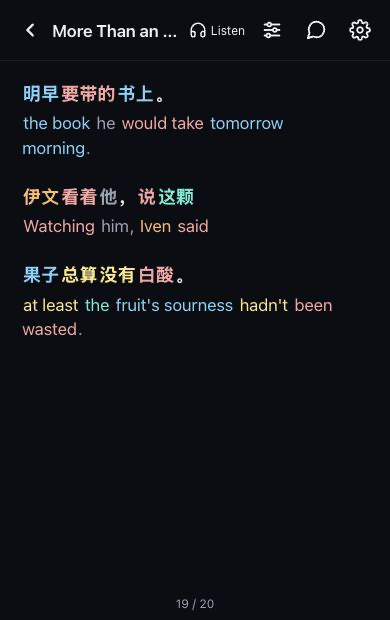 More Than an ... Listen
明早要带的书上。
the book he would take tomorrow
morning.
伊文看着他，说这颗
Watching him, Iven said
果子总算没有白酸。
at least the fruit's sourness hadn't been
wasted.
19 / 20